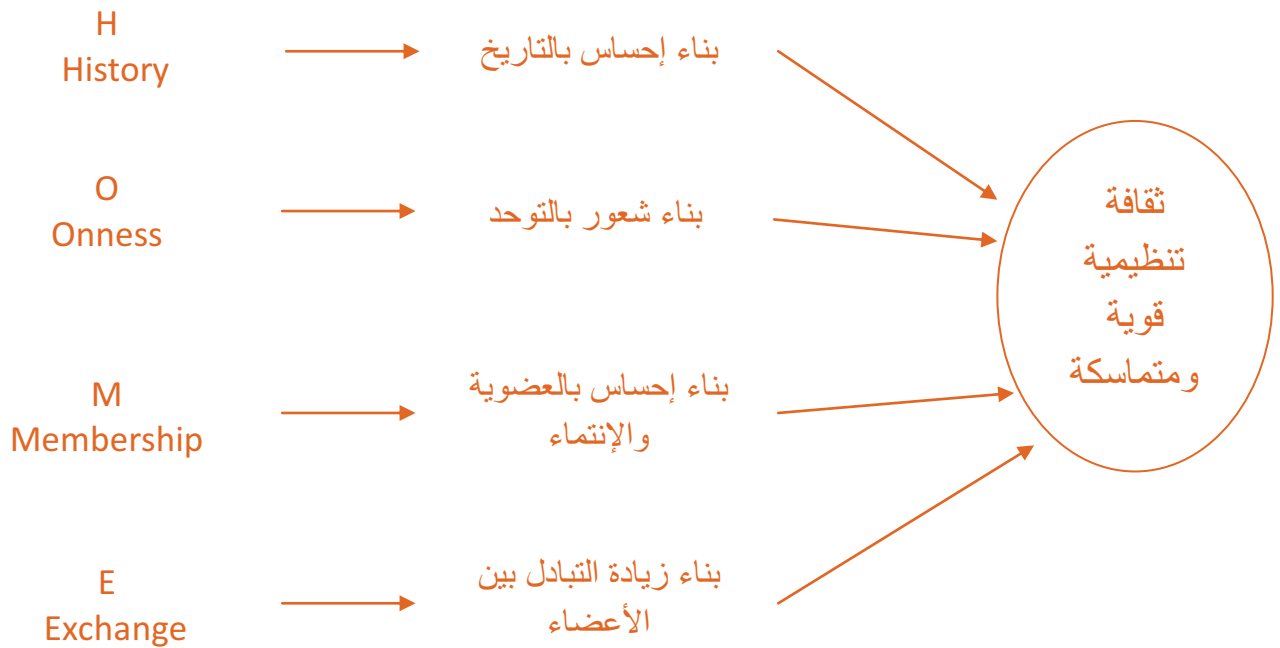 H
History
بناء إحساس بالتاريخ
O
Onness
بناء شعور بالتوحد
M
Membership
بناء إحساس بالعضوية
والإنتماء
E
Exchange
بناء زيادة التبادل بين
الأعضاء
ثقافة
تنظيمية
قوية
ومتماسكة